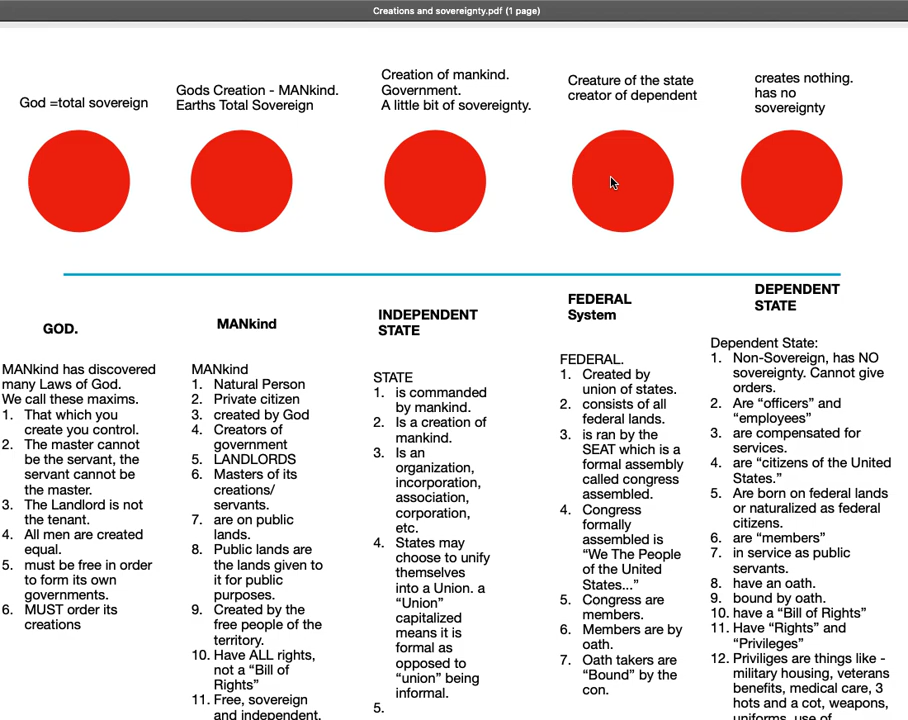 Creations and sovereignty.pdf (1 page)
God =total sovereign
Gods Creation - MANkind.
Earths Total Sovereign
Creation of mankind.
Government.
A little bit of sovereignty.
Creature of the state
creator of dependent
creates nothing.
has no
sovereignty
GOD.
MANkind has discovered
many Laws of God.
We call these maxims.
1. That which you
create you control.
2. The master cannot
be the servant, the
servant cannot be
the master.
3. The Landlord is not
the tenant.
4. All men are created
equal.
5. must be free in order
to form its own
governments.
6. MUST order its
creations
MANkind
MANkind
1. Natural Person
2. Private citizen
3. created by God
4. Creators of
government
5. LANDLORDS
6. Masters of its
creations/
servants.
7. are on public
lands.
8. Public lands are
the lands given to
it for public
purposes.
9. Created by the
free people of the
territory.
10. Have ALL rights,
not a “Bill of
Rights”
11. Free, sovereign
and independent.
INDEPENDENT
STATE
STATE
1. is commanded
by mankind.
2. Is a creation of
mankind.
3. Is an
organization,
incorporation,
association,
corporation,
etc.
4. States may
choose to unify
themselves
into a Union. a
“Union”
capitalized
means it is
formal as
opposed to
“union” being
informal.
5.
FEDERAL
System
FEDERAL.
1. Created by
union of states.
2. consists of all
federal lands.
3. is ran by the
SEAT which is a
formal assembly
called congress
assembled.
4. Congress
formally
assembled is
“We The People
of the United
States...”
5. Congress are
members.
6. Members are by
oath.
7. Oath takers are
“Bound” by the
con.
DEPENDENT
STATE
Dependent State:
1. Non-Sovereign, has NO
sovereignty. Cannot give
orders.
2. Are “officers” and
“employees”
3. are compensated for
services.
4. are “citizens of the United
States.”
5. Are born on federal lands
or naturalized as federal
citizens.
6. are “members”
7. in service as public
servants.
8. have an oath.
9. bound by oath.
10. have a “Bill of Rights”
11. Have “Rights” and
“Privileges”
12. Priviliges are things like -
military housing, veterans
benefits, medical care, 3
hots and a cot, weapons,
uniforms, use of